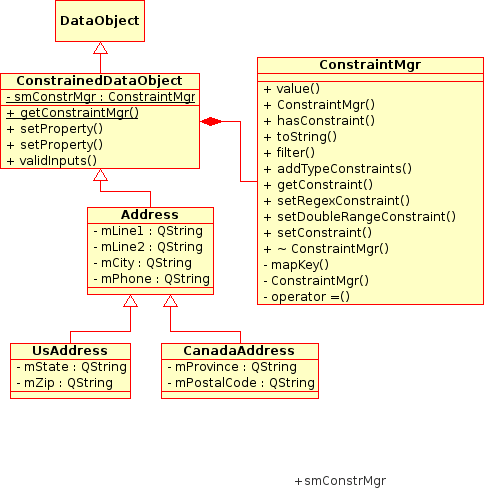 DataObject
ConstrainedDataObject
- smConstrMgr : ConstraintMgr
+ getConstraintMgr()
+ setProperty()
+ setProperty()
+ validInputs()
ConstraintMgr
+ value()
+ ConstraintMgr()
+ hasConstraint()
+ toString()
+ filter()
+ addTypeConstraints()
+ getConstraint()
+ setRegexConstraint()
+ setDoubleRangeConstraint()
+ setConstraint()
+ ~ ConstraintMgr()
- mapKey()
- ConstraintMgr()
- operator =()
Address
- mLine1 : QString
- mLine2 : QString
- mCity : QString
- mPhone : QString
UsAddress
- mState : QString
- mZip : QString
CanadaAddress
- mProvince : QString
- mPostalCode : QString
+smConstrMgr